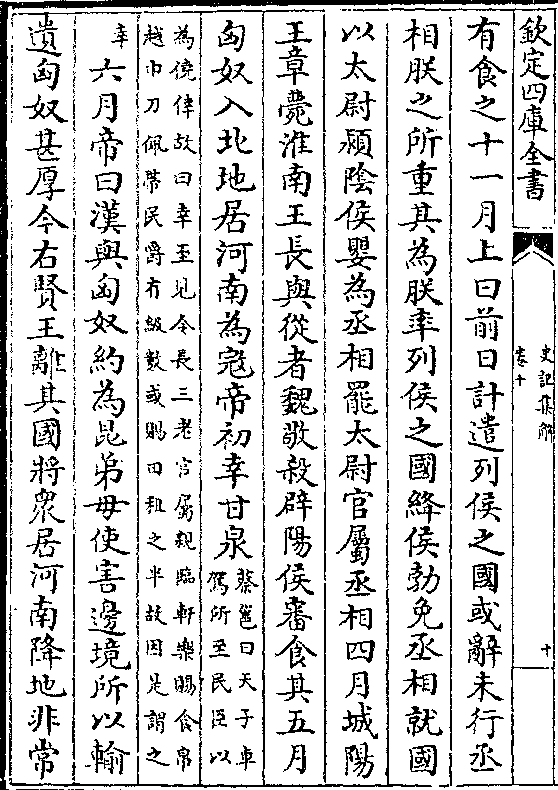 欽定四庫全書
史記集解
卷十
十
有食之十一月上曰前日計遣列侯之國或辭未行丞
相朕之所重其為朕率列侯之國絳侯勃免丞相就國
以太尉潁陰侯嬰為丞相罷太尉官屬丞相四月城陽
王章薨淮南王長與從者魏敬殺辟陽侯審食其五月
匈奴入北地居河南為寇帝初幸甘泉
蔡邕曰天子車
駕所至民臣以
為僥倖故曰幸至見令長三老官屬親臨軒樂賜食帛
越巾刀佩帶民爵有級數或賜田租之半故因是謂之
幸
六月帝曰漢與匈奴約為昆弟毋使害邊境所以輸
遺匈奴甚厚今右賢王離其國將衆居河南降地非常